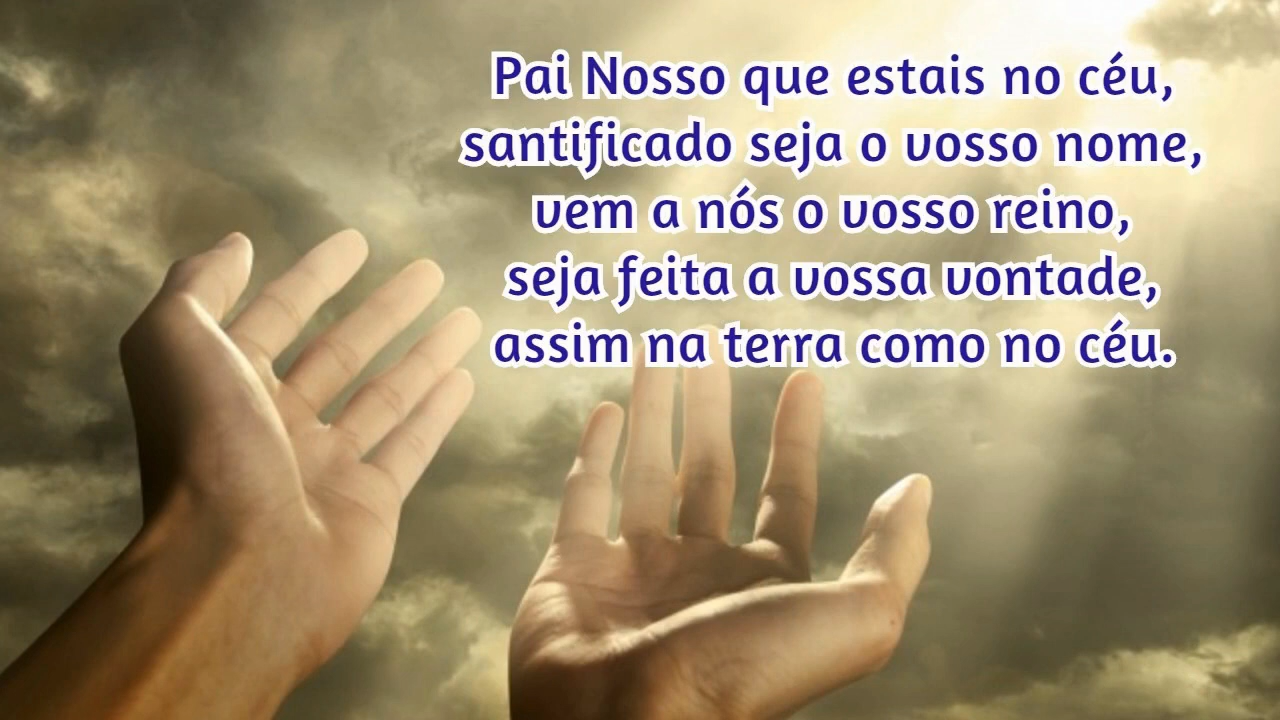 Pai Nosso que estais no céu,
santificado seja o vosso nome,
vem a nós o vosso reino,
seja feita a vossa vontade,
assim na terra como no céu.